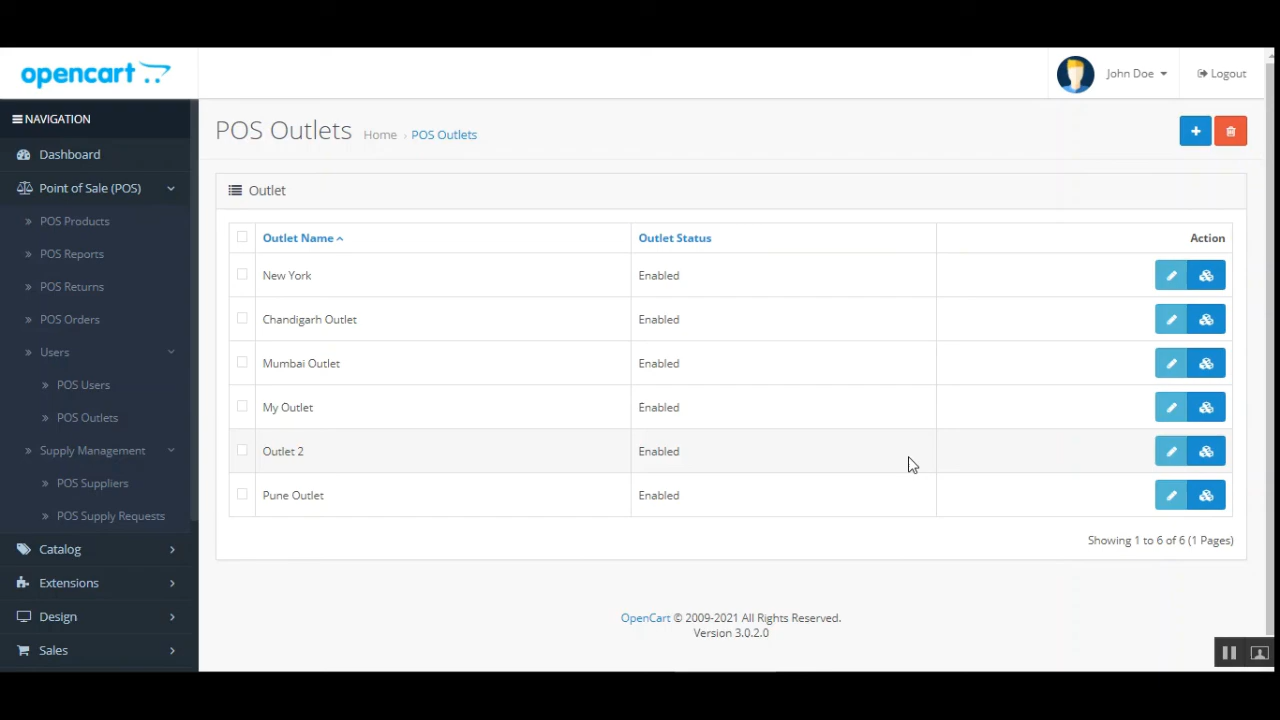 opencart
John Doe
Logout
NAVIGATION
POS Outlets
Home › POS Outlets
Dashboard
Point of Sale (POS)
POS Products
POS Reports
POS Returns
POS Orders
Users
POS Users
POS Outlets
Supply Management
POS Suppliers
POS Supply Requests
Catalog
Extensions
Design
Sales
Outlet
Outlet Name Outlet Status Action
New York Enabled
Chandigarh Outlet Enabled
Mumbai Outlet Enabled
My Outlet Enabled
Outlet 2 Enabled
Pune Outlet Enabled
Showing 1 to 6 of 6 (1 Pages)
OpenCart © 2009-2021 All Rights Reserved.
Version 3.0.2.0